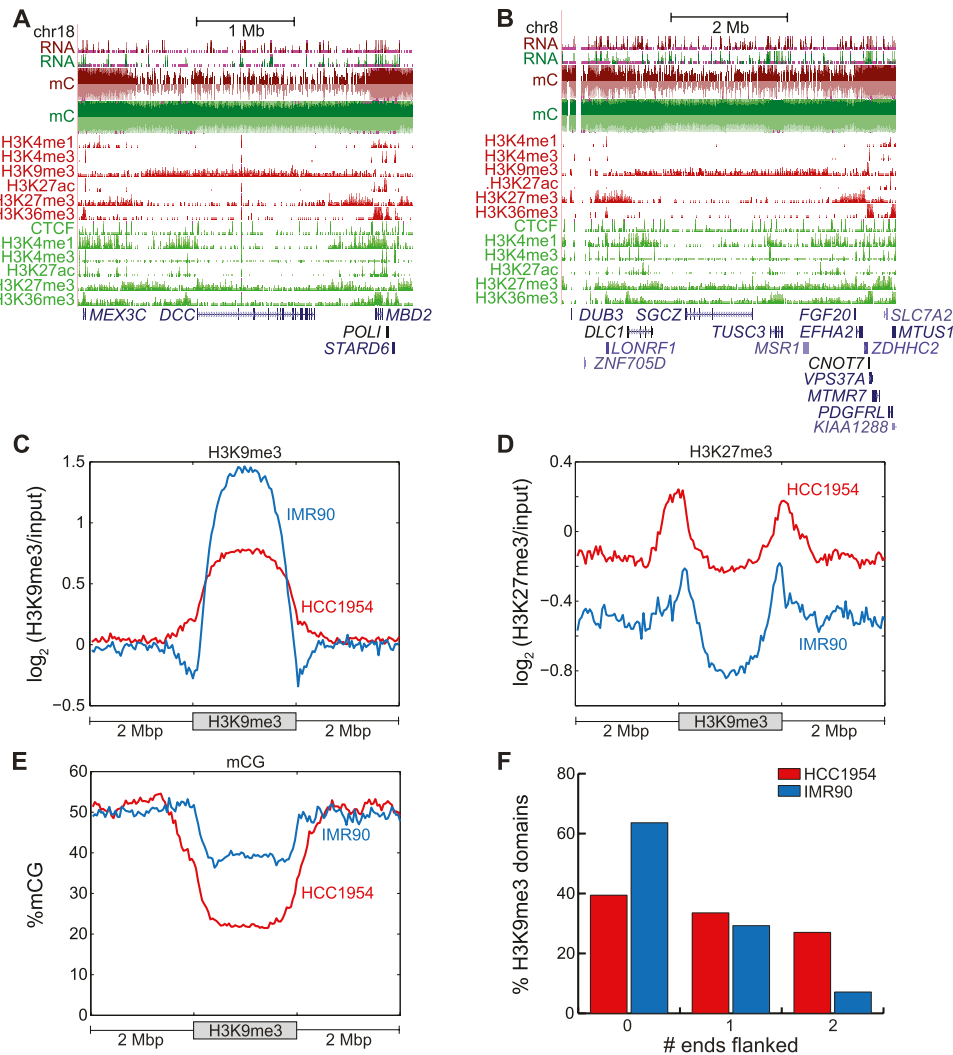 A
chr18
1 Mb
RNA
RNA
mC
mC
H3K4me1
H3K4me3
H3K9me3
H3K27ac
H3K27me3
H3K36me3
CTCF
H3K4me1
H3K4me3
H3K27ac
H3K27me3
H3K36me3
MEX3C DCC MBD2
POLI
STARD6
B
chr8
2 Mb
RNA
RNA
mC
mC
H3K4me1
H3K4me3
H3K9me3
H3K27ac
H3K27me3
H3K36me3
CTCF
H3K4me1
H3K4me3
H3K27ac
H3K27me3
H3K36me3
DUB3 SGCZ FGF20 SLC7A2
DLC1 TUSC3 EFHA2 MTUS1
LONRF1 MSR1 ZDHHC2
ZNF705D CNOT7
VPS37A
MTMR7
PDGFRL
KIAA1288
C
H3K9me3
log2 (H3K9me3/input)
1.5
1.0
0.5
0
−0.5
IMR90
HCC1954
2 Mbp H3K9me3 2 Mbp
D
H3K27me3
log2 (H3K27me3/input)
0.4
0
−0.4
−0.8
HCC1954
IMR90
2 Mbp H3K9me3 2 Mbp
E
mCG
%mCG
60
50
40
30
20
10
0
IMR90
HCC1954
2 Mbp H3K9me3 2 Mbp
F
% H3K9me3 domains
80
60
40
20
0
HCC1954
IMR90
0 1 2
# ends flanked